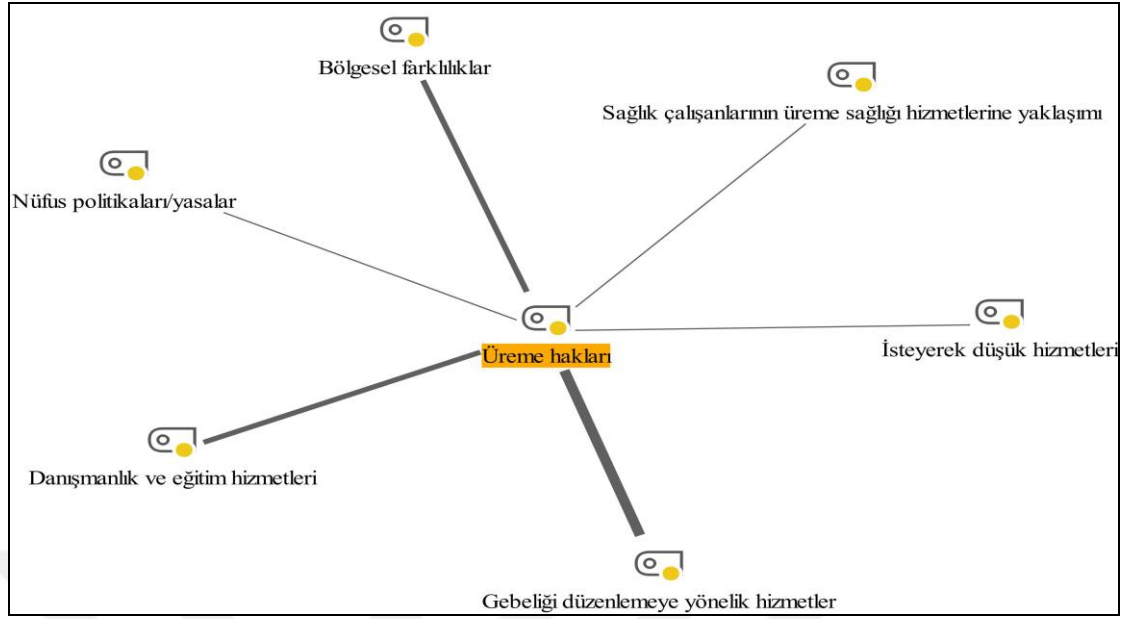 Bölgesel farklılıklar
Sağlık çalışanlarının üreme sağlığı hizmetlerine yaklaşımı
Nüfus politikaları/yasalar
Üreme hakları
İsteyerek düşük hizmetleri
Danışmanlık ve eğitim hizmetleri
Gebeliği düzenlemeye yönelik hizmetler